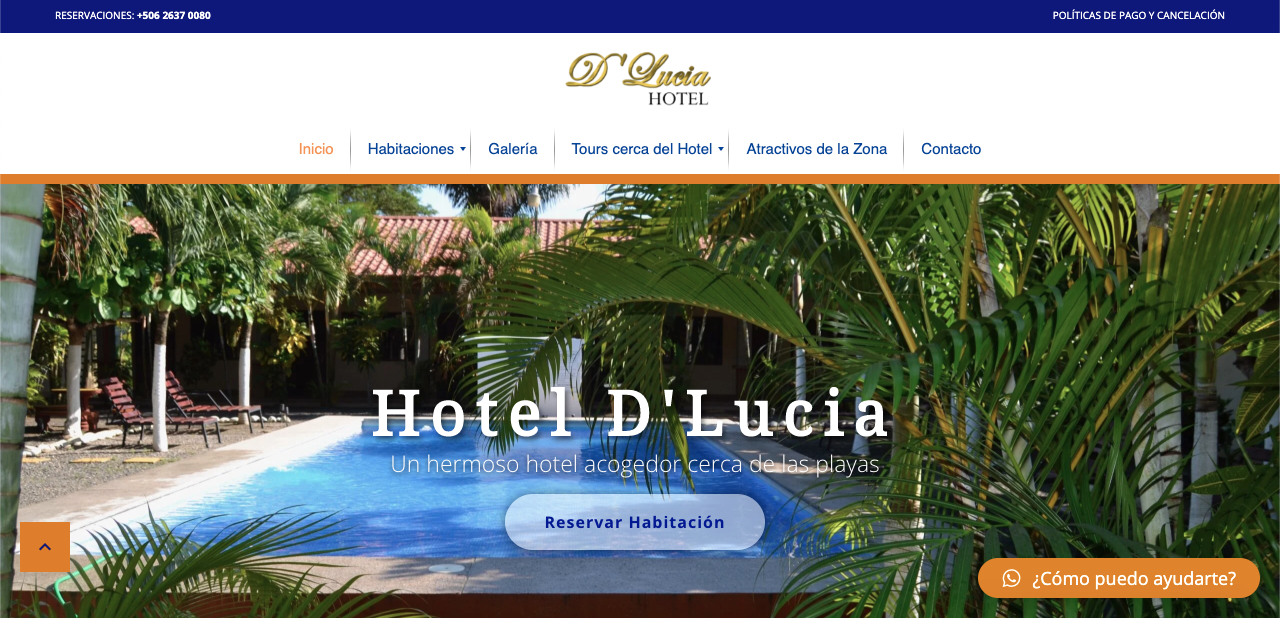 RESERVACIONES: +506 2637 0080
POLÍTICAS DE PAGO Y CANCELACIÓN
D'Lucia
HOTEL
Inicio
Habitaciones
Galería
Tours cerca del Hotel
Atractivos de la Zona
Contacto
Hotel D'Lucia
Un hermoso hotel acogedor cerca de las playas
Reservar Habitación
¿Cómo puedo ayudarte?